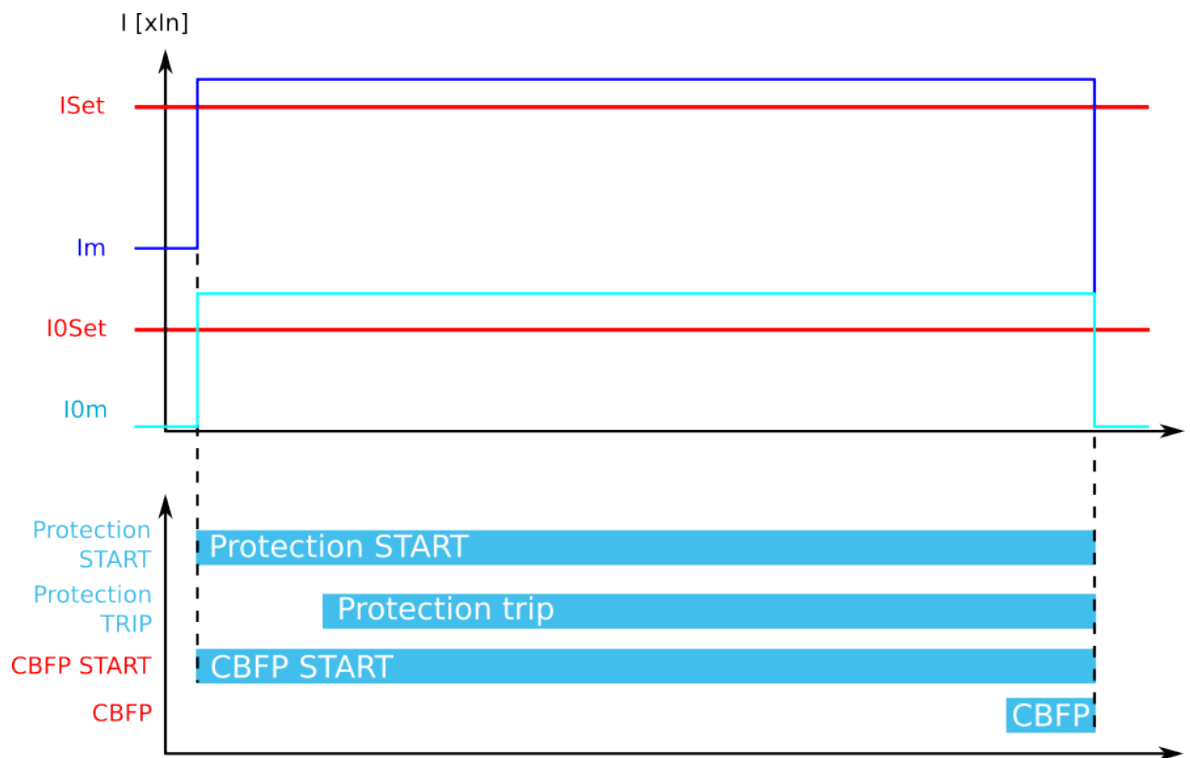 I [xIn]
ISet
Im
I0Set
I0m
Protection
START
Protection START
Protection
TRIP
Protection trip
CBFP START
CBFP START
CBFP
CBFP